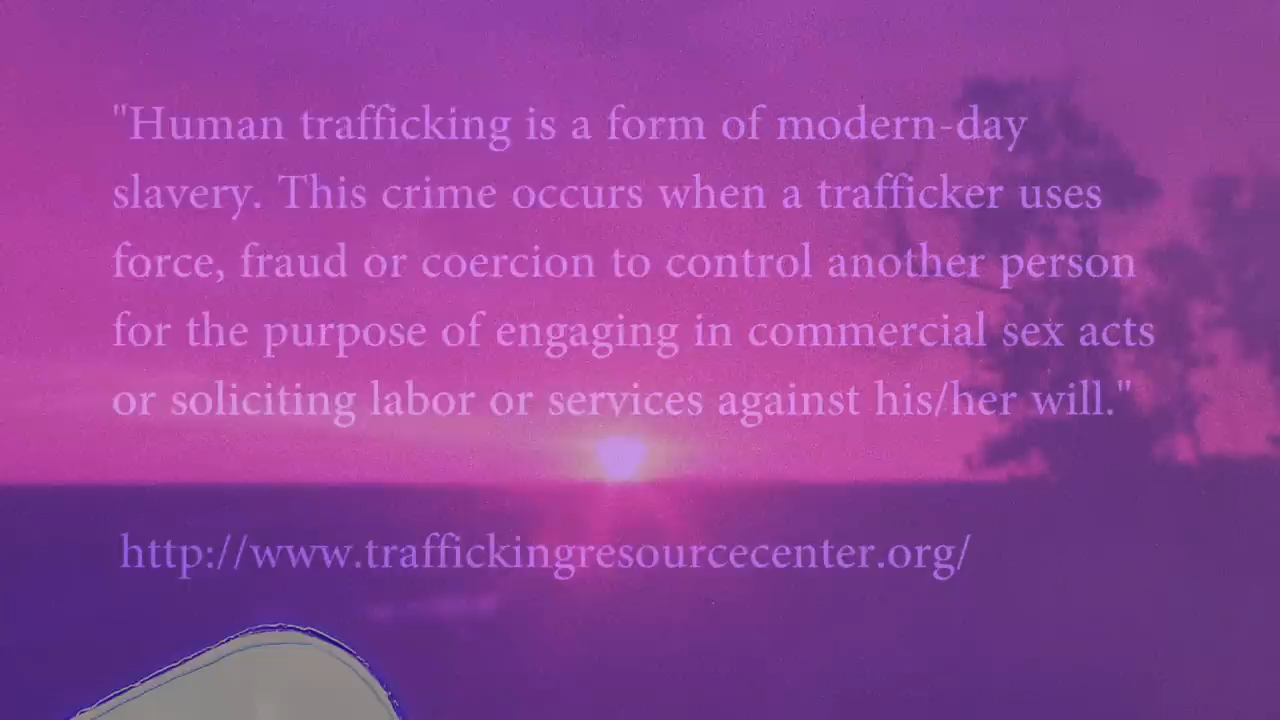 "Human trafficking is a form of modern-day
slavery. This crime occurs when a trafficker uses
force, fraud or coercion to control another person
for the purpose of engaging in commercial sex acts
or soliciting labor or services against his/her will."
http://www.traffickingresourcecenter.org/